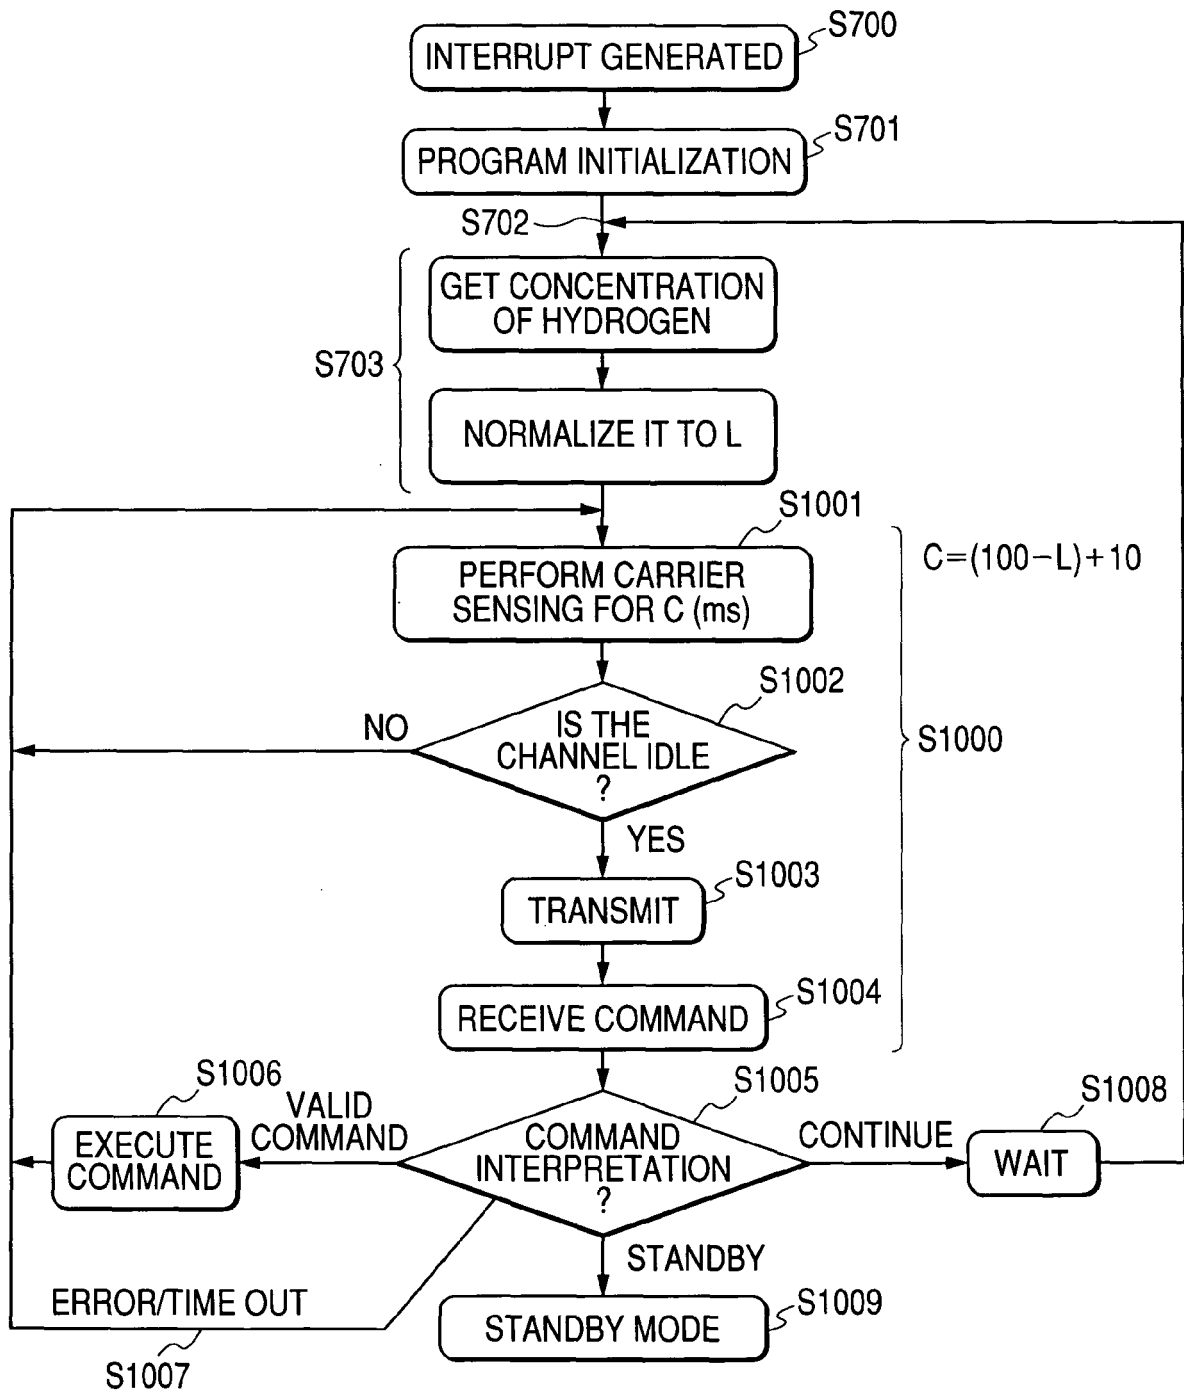 S700
INTERRUPT GENERATED
S701
PROGRAM INITIALIZATION
S702
GET CONCENTRATION
OF HYDROGEN
S703
NORMALIZE IT TO L
S1001
PERFORM CARRIER
SENSING FOR C (ms)
C=(100-L)+10
S1002
NO
IS THE
CHANNEL IDLE
?
S1000
YES
S1003
TRANSMIT
S1004
RECEIVE COMMAND
S1006
VALID
COMMAND
S1005
S1008
EXECUTE
COMMAND
COMMAND
INTERPRETATION
?
CONTINUE
WAIT
STANDBY
ERROR/TIME OUT
S1009
STANDBY MODE
S1007